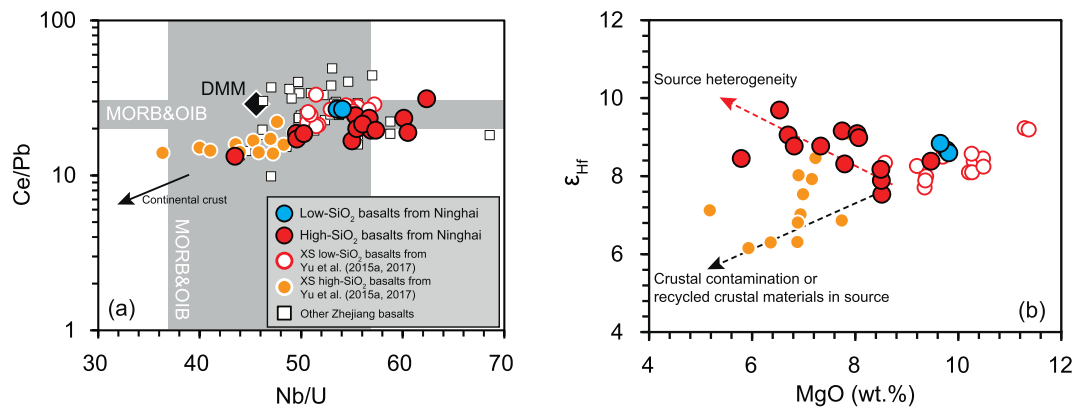 100
10
1
Ce/Pb
DMM
MORB&OIB
Continental crust
MORB&OIB
(a)
Low-SiO₂ basalts from Ninghai
High-SiO₂ basalts from Ninghai
XS low-SiO₂ basalts from
Yu et al. (2015a, 2017)
XS high-SiO₂ basalts from
Yu et al. (2015a, 2017)
Other Zhejiang basalts
30 40 50 60 70
Nb/U
12
10
8
6
4
εHf
Source heterogeneity
Crustal contamination or
recycled crustal materials in source
(b)
4 6 8 10 12
MgO (wt.%)